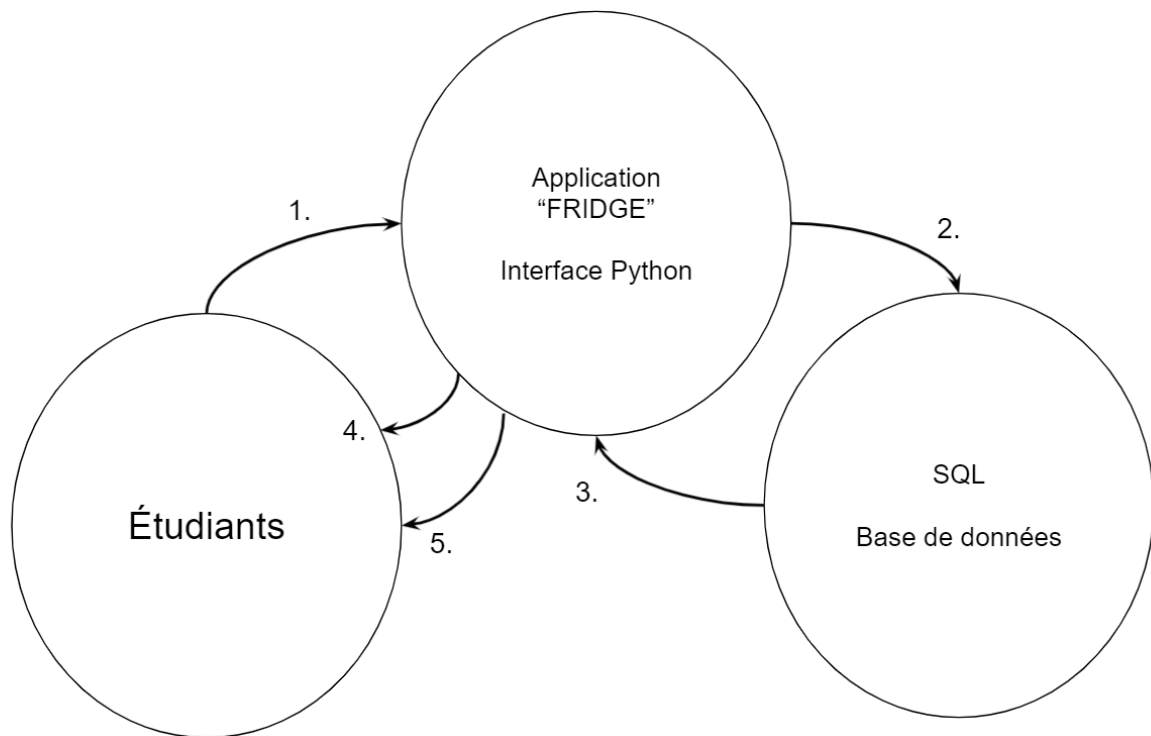 Application
“FRIDGE”
Interface Python
1.
2.
4.
3.
5.
Étudiants
SQL
Base de données